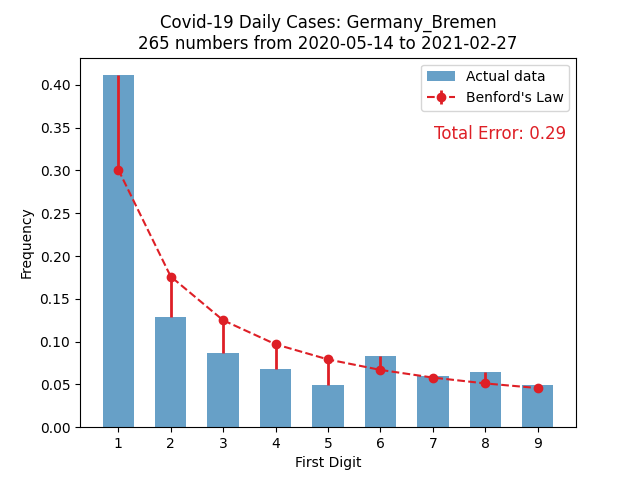 Covid-19 Daily Cases: Germany_Bremen
265 numbers from 2020-05-14 to 2021-02-27
Actual data
Benford's Law
Total Error: 0.29
0.40
0.35
0.30
0.25
0.20
0.15
0.10
0.05
0.00
Frequency
1 2 3 4 5 6 7 8 9
First Digit